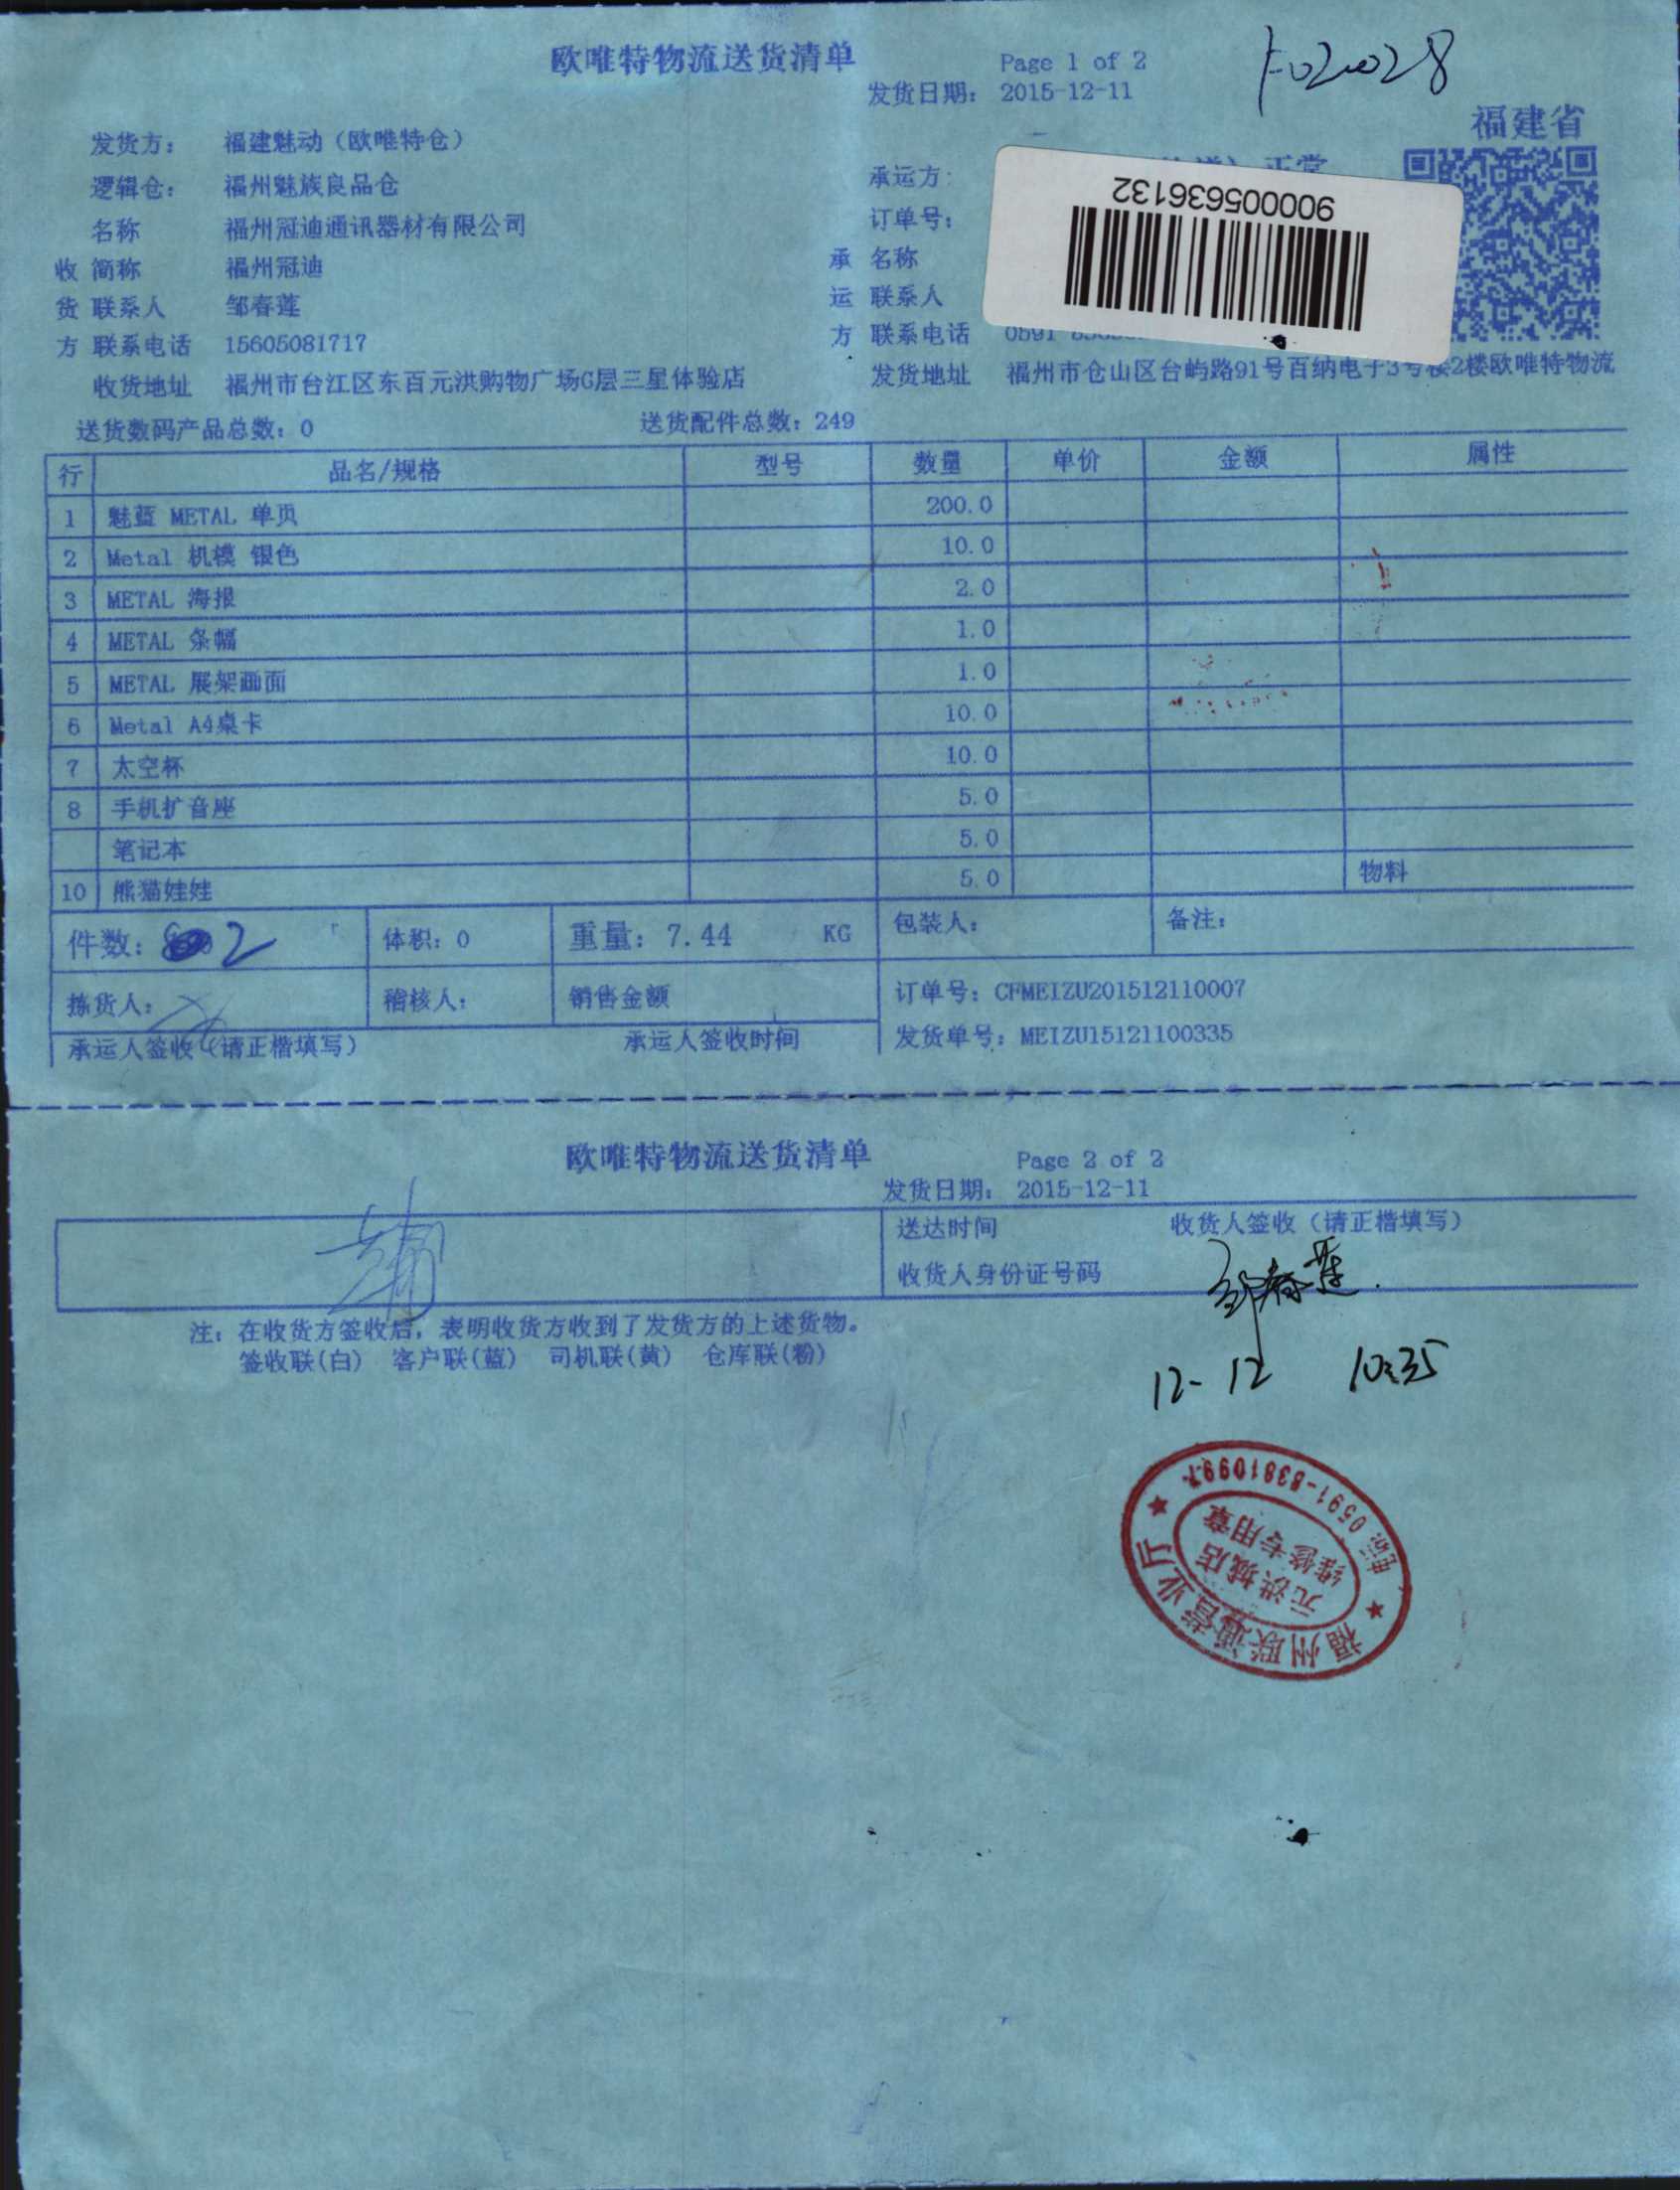 欧唯特物流送货清单
Page 1 of 2
发货日期: 2015-12-11
F020028
福建省
发货方: 福建魅动（欧唯特仓）
承运方: 正常
逻辑仓: 福州魅族良品仓
订单号:
900005636132
名称 福州冠迪通讯器材有限公司
承 名称
收 简称 福州冠迪
货 联系人 邹春莲
运 联系人
方 联系电话 15605081717
方 联系电话 0591
收货地址 福州市台江区东百元洪购物广场G层三星体验店
发货地址 福州市仓山区台屿路91号百纳电子3号楼2楼欧唯特物流
送货数码产品总数: 0 送货配件总数: 249
行 品名/规格 型号 数量 单价 金额 属性
1 魅蓝 METAL 单页 200.0
2 Metal 机模 银色 10.0
3 METAL 海报 2.0
4 METAL 条幅 1.0
5 METAL 展架画面 1.0
6 Metal A4桌卡 10.0
7 太空杯 10.0
8 手机扩音座 5.0
笔记本 5.0
10 熊猫娃娃 5.0 物料
件数: 2 体积: 0 重量: 7.44 KG 包装人: 备注:
拣货人: 稽核人: 销售金额 订单号: CFMEIZU201512110007
承运人签收（请正楷填写） 承运人签收时间 发货单号: MEIZU15121100335
欧唯特物流送货清单
Page 2 of 2
发货日期: 2015-12-11
送达时间 收货人签收（请正楷填写）
收货人身份证号码 邹春莲
注: 在收货方签收后, 表明收货方收到了发货方的上述货物。
签收联(白) 客户联(蓝) 司机联(黄) 仓库联(粉)
12-12 10:35
福州联通营业厅
元洪城店
维修专用章
电话: 0591-83810997